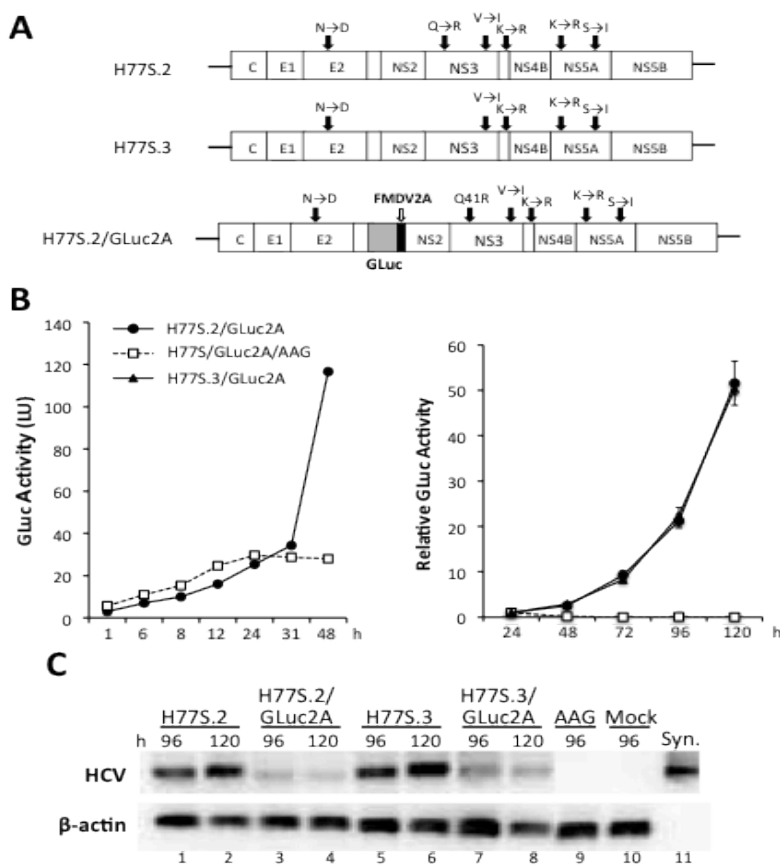 A
N→D Q→R V→I K→R K→R S→I
H77S.2 C E1 E2 NS2 NS3 NS4B NS5A NS5B
N→D V→I K→R K→R S→I
H77S.3 C E1 E2 NS2 NS3 NS4B NS5A NS5B
N→D FMDV2A Q41R V→I K→R K→R S→I
H77S.2/GLuc2A C E1 E2 NS2 NS3 NS4B NS5A NS5B
GLuc
B
H77S.2/GLuc2A
H77S/GLuc2A/AAG
H77S.3/GLuc2A
GLuc Activity (LU)
140
120
100
80
60
40
20
0
1 6 8 12 24 31 48 h
Relative GLuc Activity
60
50
40
30
20
10
0
24 48 72 96 120 h
C
H77S.2 H77S.2/ GLuc2A H77S.3 H77S.3/ GLuc2A AAG Mock Syn.
h 96 120 96 120 96 120 96 120 96 96
HCV
β-actin
1 2 3 4 5 6 7 8 9 10 11